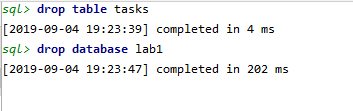 sql> drop table tasks
[2019-09-04 19:23:39] completed in 4 ms
sql> drop database lab1
[2019-09-04 19:23:47] completed in 202 ms